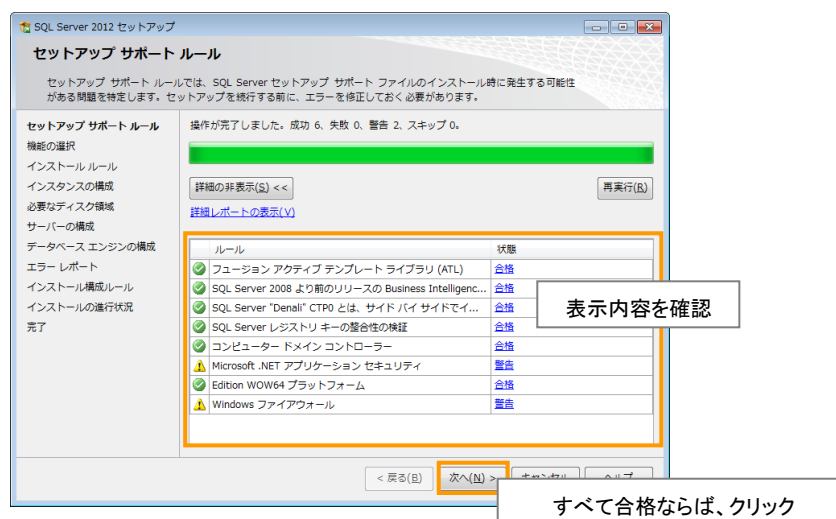 SQL Server 2012 セットアップ
セットアップ サポート ルール
セットアップ サポート ルールでは、SQL Server セットアップ サポート ファイルのインストール時に発生する可能性
がある問題を特定します。セットアップを続行する前に、エラーを修正しておく必要があります。
セットアップ サポート ルール
機能の選択
インストール ルール
インスタンスの構成
必要なディスク領域
サーバーの構成
データベース エンジンの構成
エラー レポート
インストール構成ルール
インストールの進行状況
完了
操作が完了しました。成功 6、失敗 0、警告 2、スキップ 0。
詳細の非表示(S) <<
再実行(R)
詳細レポートの表示(V)
ルール 状態
フュージョン アクティブ テンプレート ライブラリ (ATL) 合格
SQL Server 2008 より前のリリースの Business Intelligenc... 合格
SQL Server "Denali" CTP0 とは、サイド バイ サイドでイ... 合格
SQL Server レジストリ キーの整合性の検証 合格
コンピューター ドメイン コントローラー 合格
Microsoft .NET アプリケーション セキュリティ 警告
Edition WOW64 プラットフォーム 合格
Windows ファイアウォール 警告
表示内容を確認
< 戻る(B)
次へ(N) >
すべて合格ならば、クリック